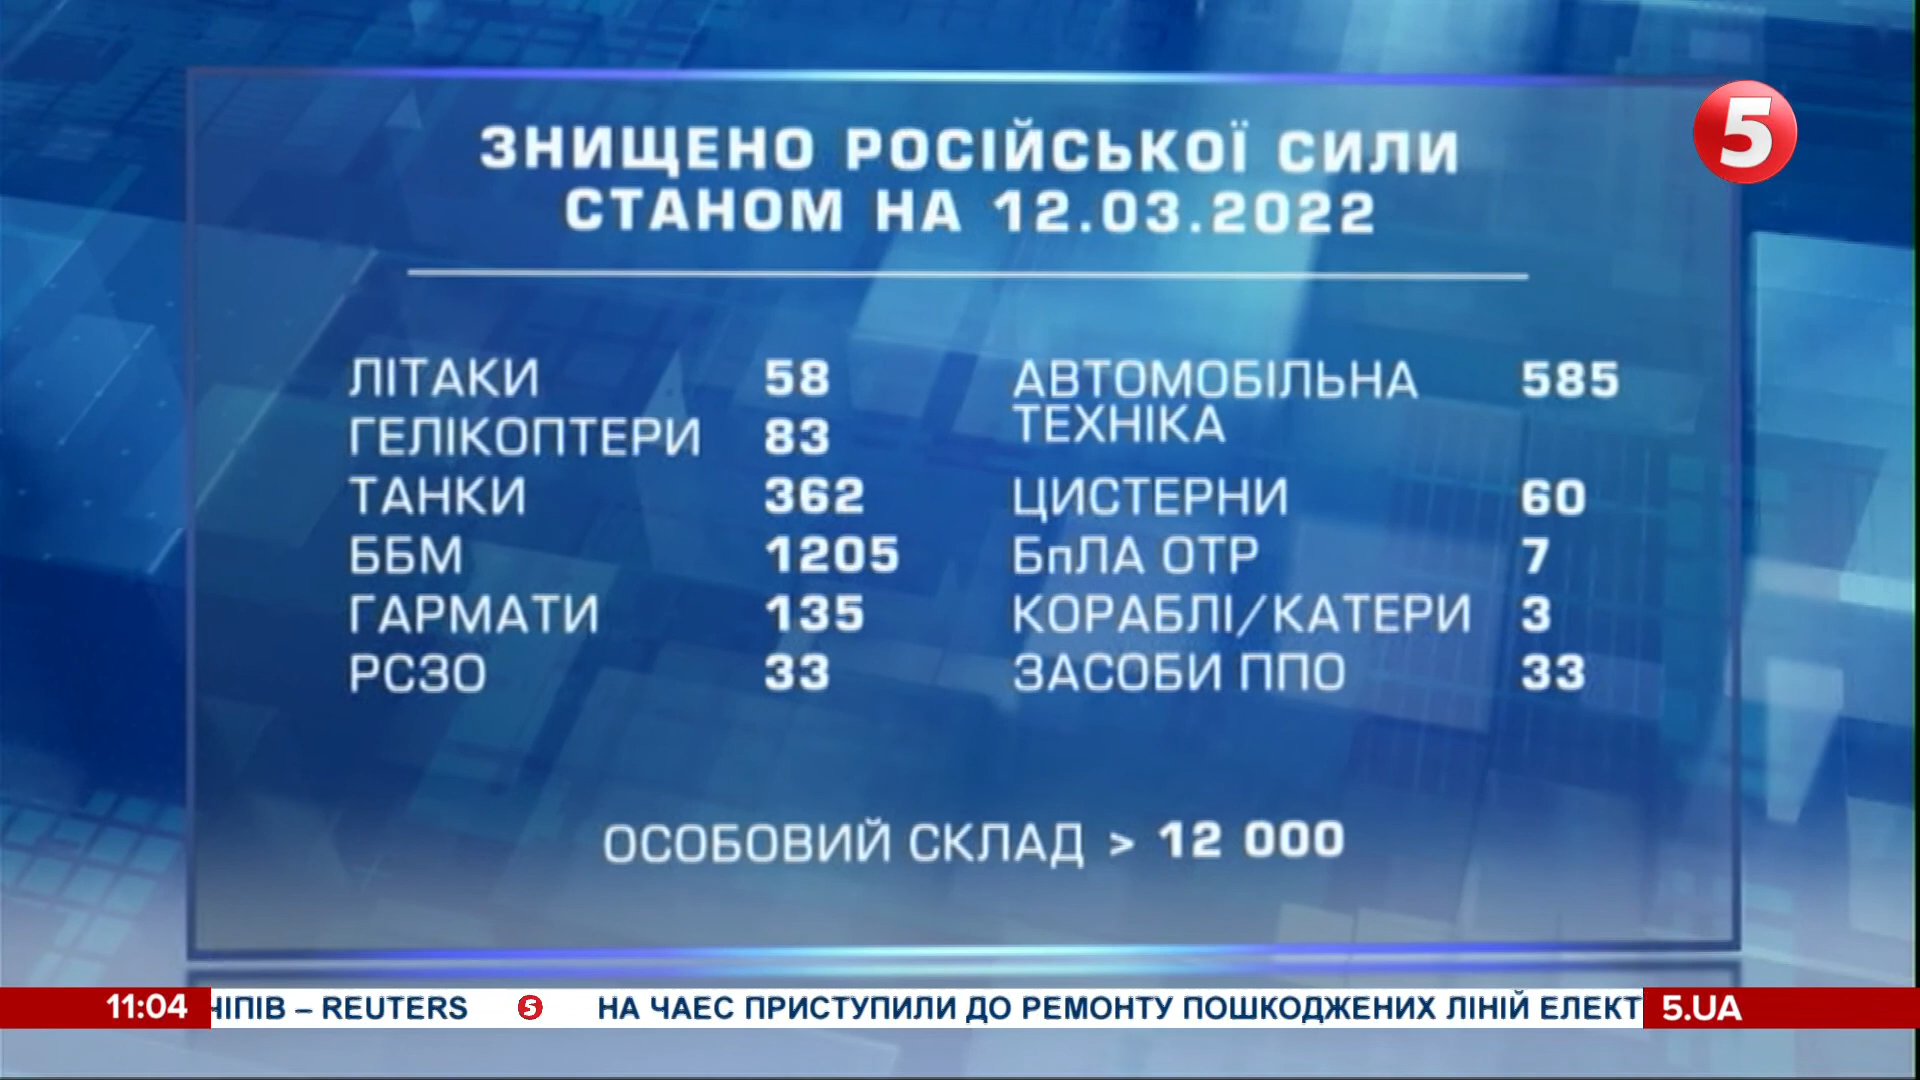 5
ЗНИЩЕНО РОСІЙСЬКОЇ СИЛИ
СТАНОМ НА 12.03.2022
ЛІТАКИ 58
ГЕЛІКОПТЕРИ 83
ТАНКИ 362
ББМ 1205
ГАРМАТИ 135
РСЗО 33
АВТОМОБІЛЬНА 585
ТЕХНІКА
ЦИСТЕРНИ 60
БпЛА ОТР 7
КОРАБЛІ/КАТЕРИ 3
ЗАСОБИ ППО 33
ОСОБОВИЙ СКЛАД > 12 000
11:04 ЧІПІВ – REUTERS 5 НА ЧАЕС ПРИСТУПИЛИ ДО РЕМОНТУ ПОШКОДЖЕНИХ ЛІНІЙ ЕЛЕКТ 5.UA